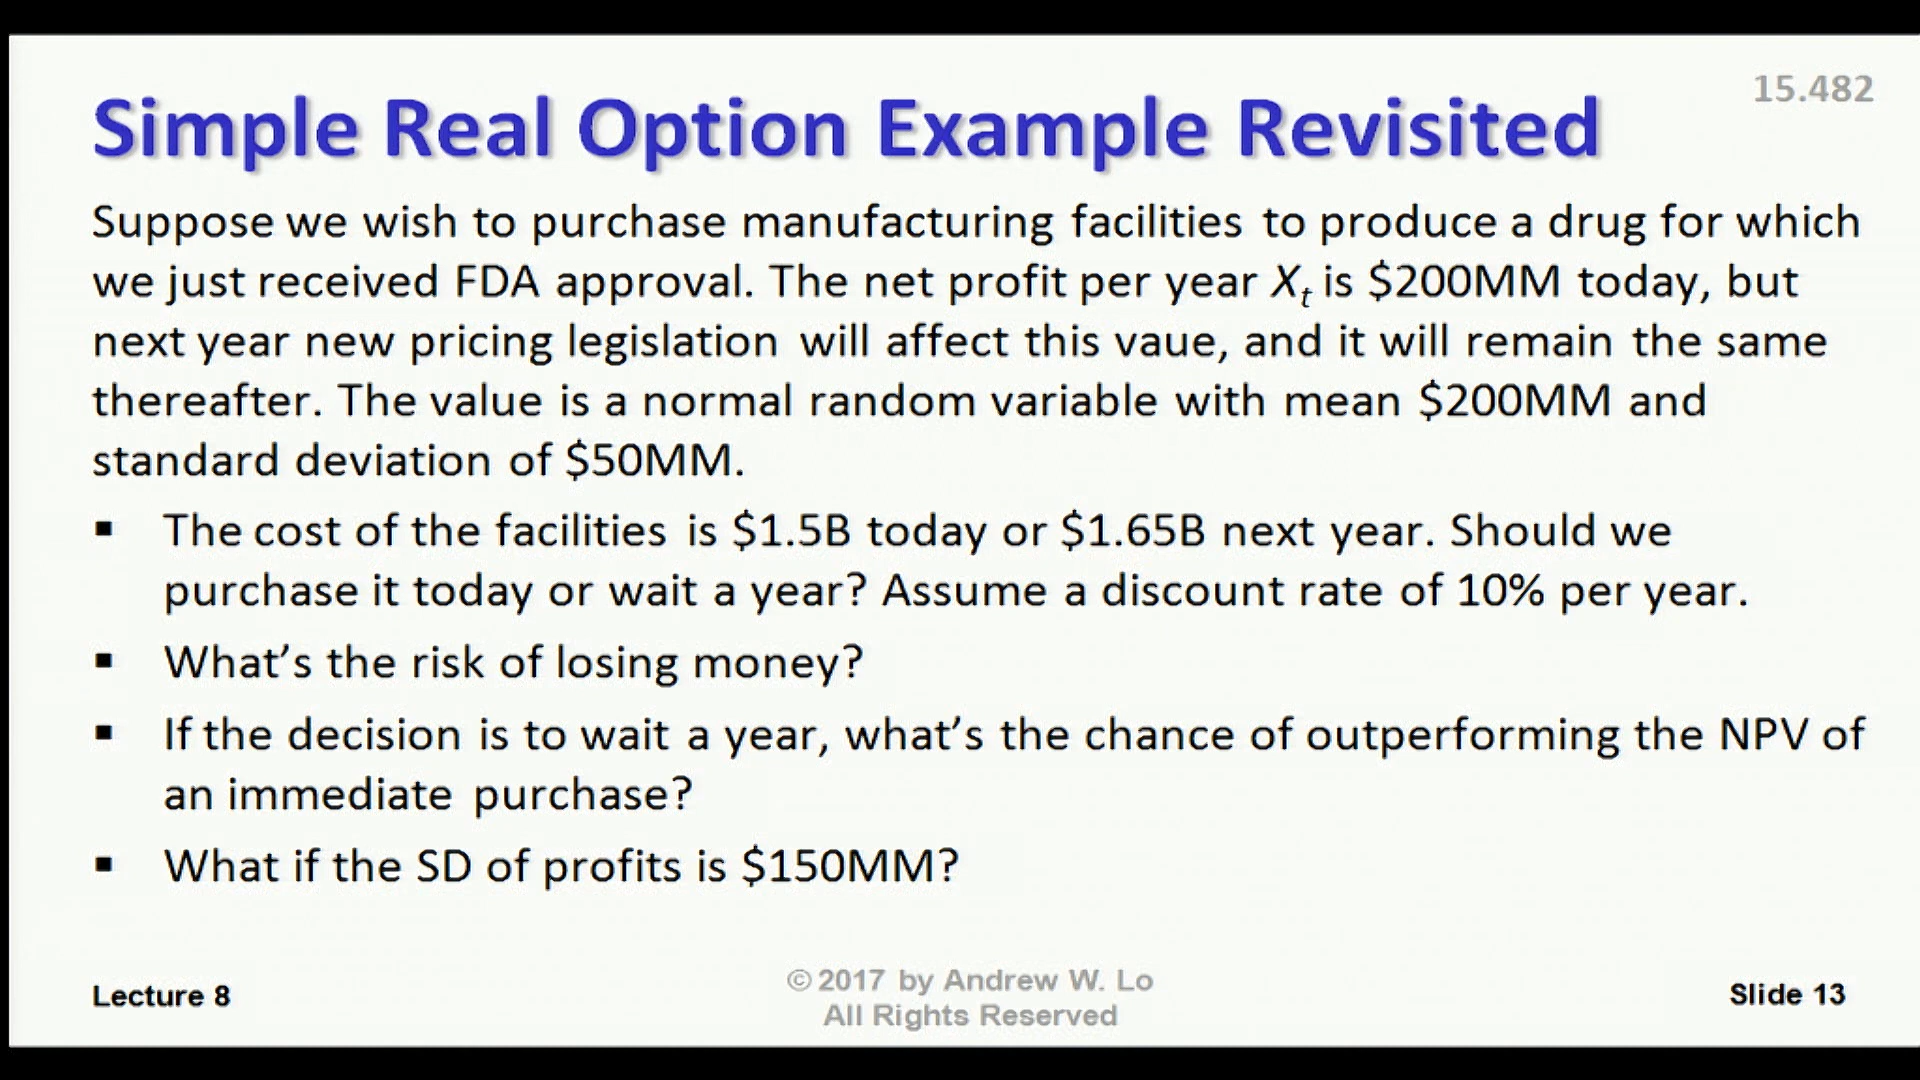 15.482
Simple Real Option Example Revisited
Suppose we wish to purchase manufacturing facilities to produce a drug for which
we just received FDA approval. The net profit per year Xt is $200MM today, but
next year new pricing legislation will affect this vaue, and it will remain the same
thereafter. The value is a normal random variable with mean $200MM and
standard deviation of $50MM.
▪ The cost of the facilities is $1.5B today or $1.65B next year. Should we
purchase it today or wait a year? Assume a discount rate of 10% per year.
▪ What’s the risk of losing money?
▪ If the decision is to wait a year, what’s the chance of outperforming the NPV of
an immediate purchase?
▪ What if the SD of profits is $150MM?
Lecture 8
© 2017 by Andrew W. Lo
All Rights Reserved
Slide 13